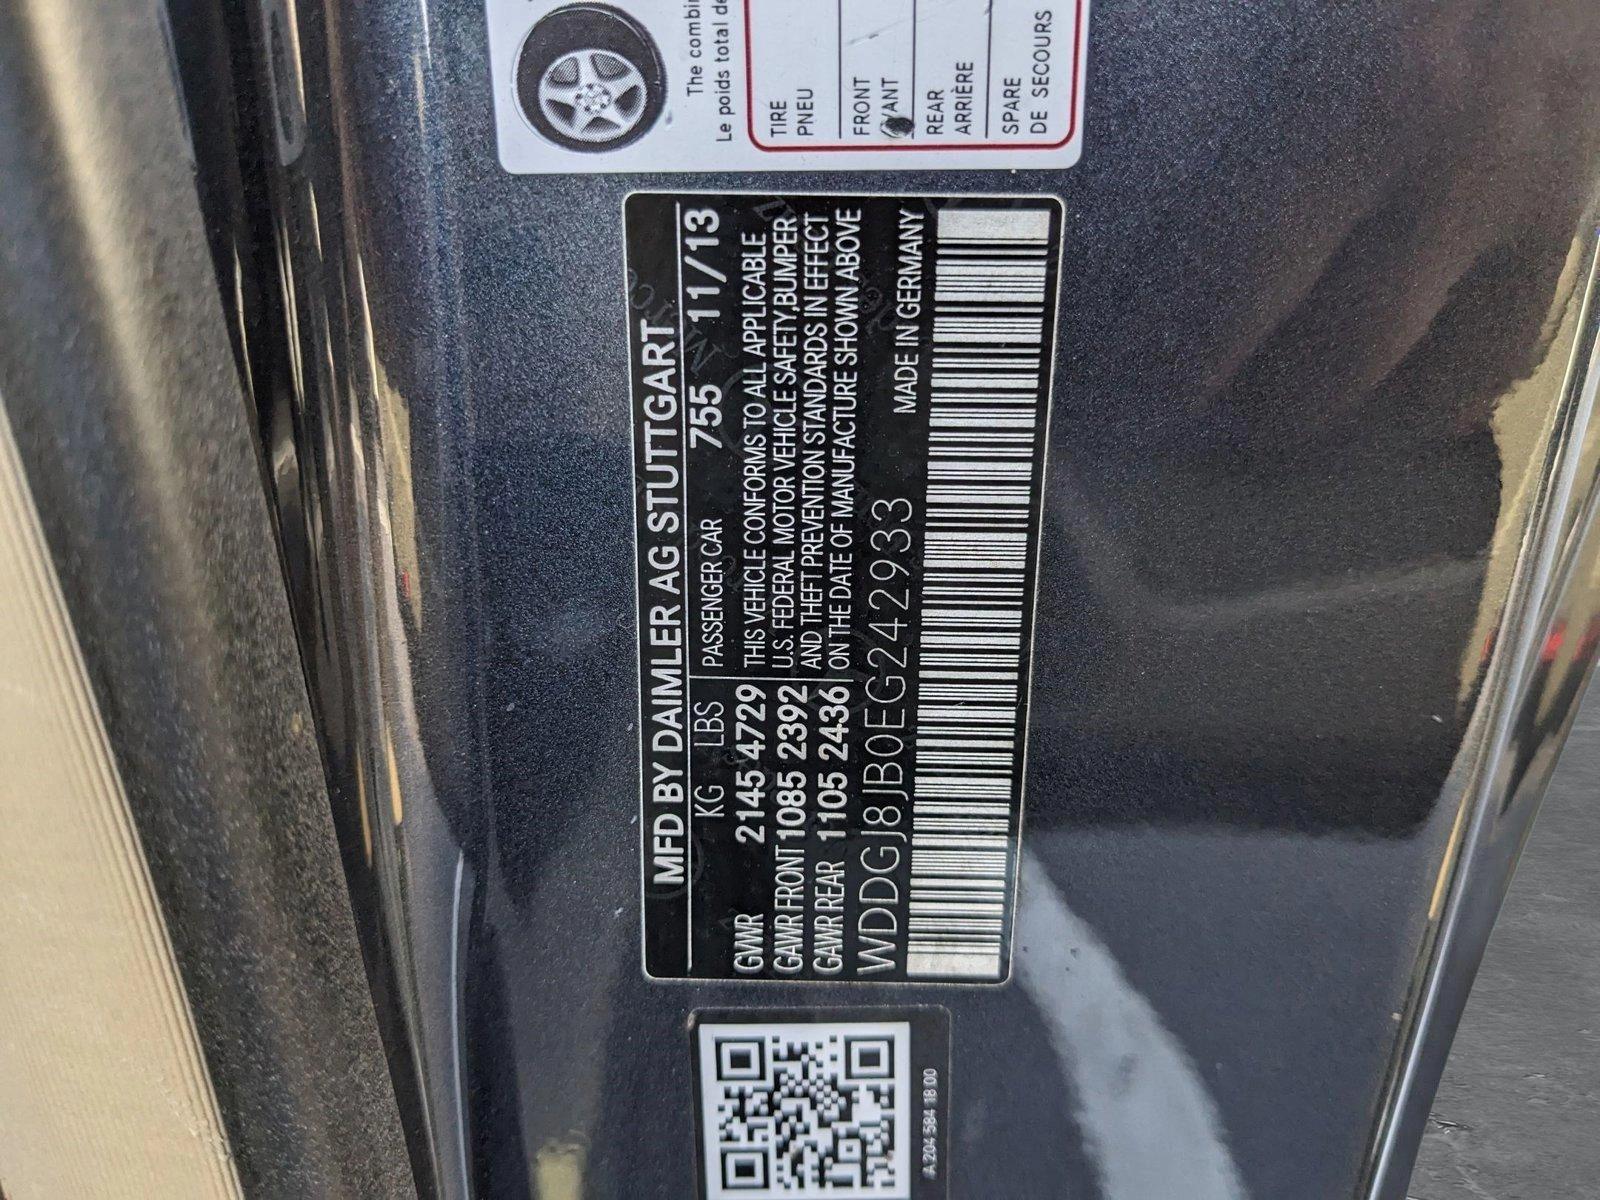 The combin
Le poids total de
TIRE
PNEU
FRONT
AVANT
REAR
ARRIÈRE
SPARE
DE SECOURS
MFD BY DAIMLER AG STUTTGART
KG LBS PASSENGER CAR 755 11/13
GVWR 2145 4729 THIS VEHICLE CONFORMS TO ALL APPLICABLE
GAWR FRONT 1085 2392 U.S. FEDERAL MOTOR VEHICLE SAFETY,BUMPER,
GAWR REAR 1105 2436 AND THEFT PREVENTION STANDARDS IN EFFECT
ON THE DATE OF MANUFACTURE SHOWN ABOVE
WDDGJ8JB0EG242933 MADE IN GERMANY
A 204 584 18 00